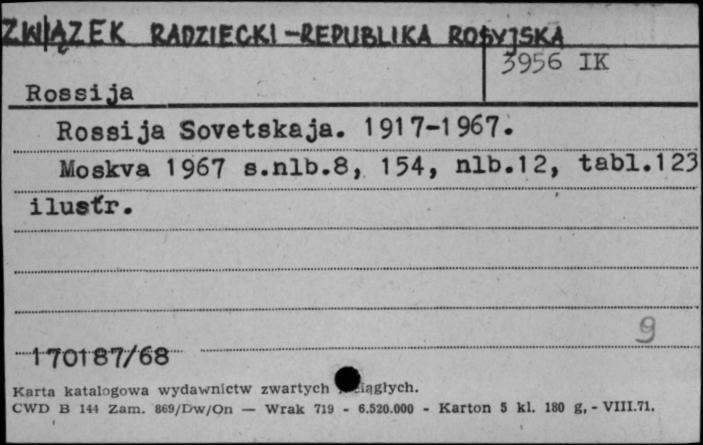 ZWIĄZEK RADZIECKI-REPUBLIKA ROSYJSKA
3956 IK
Rossija
Rossija Sovetskaja. 1917-1967.
Moskva 1967 s.nlb.8, 154, nlb.12, tabl.123
ilustr.
9
170187/68
Karta katalogowa wydawnictw zwartych ciągłych.
CWD B 144 Zam. 869/Dw/On — Wrak 719 - 6.520.000 - Karton 5 kl. 180 g, - VIII.71.